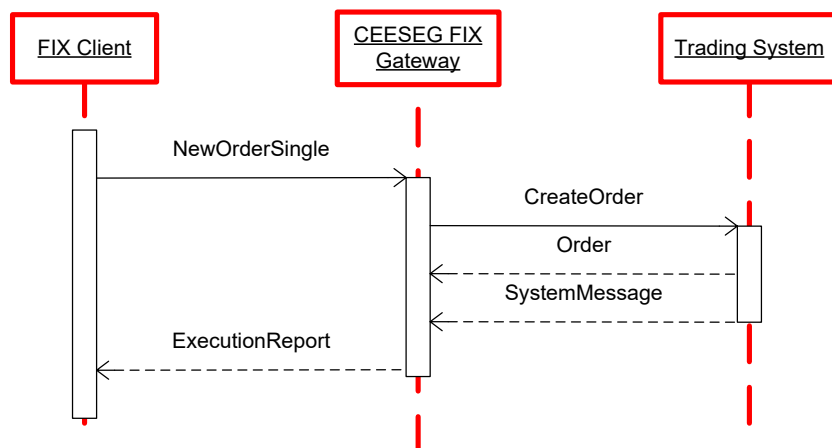 FIX Client
CEESEG FIX
Gateway
Trading System
NewOrderSingle
CreateOrder
Order
SystemMessage
ExecutionReport